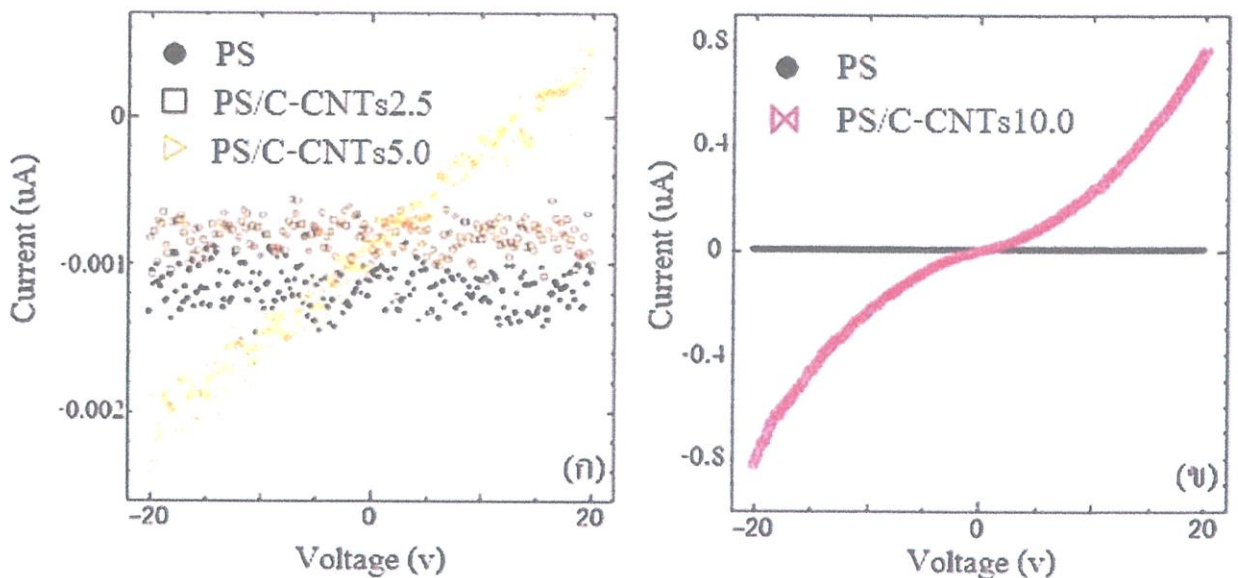 PS
PS/C-CNTs2.5
PS/C-CNTs5.0
0
-0.001
-0.002
Current (uA)
-20
0
20
Voltage (v)
(ก)
0.8
PS
PS/C-CNTs10.0
0.4
0
-0.4
-0.8
Current (uA)
-20
0
20
Voltage (v)
(ข)